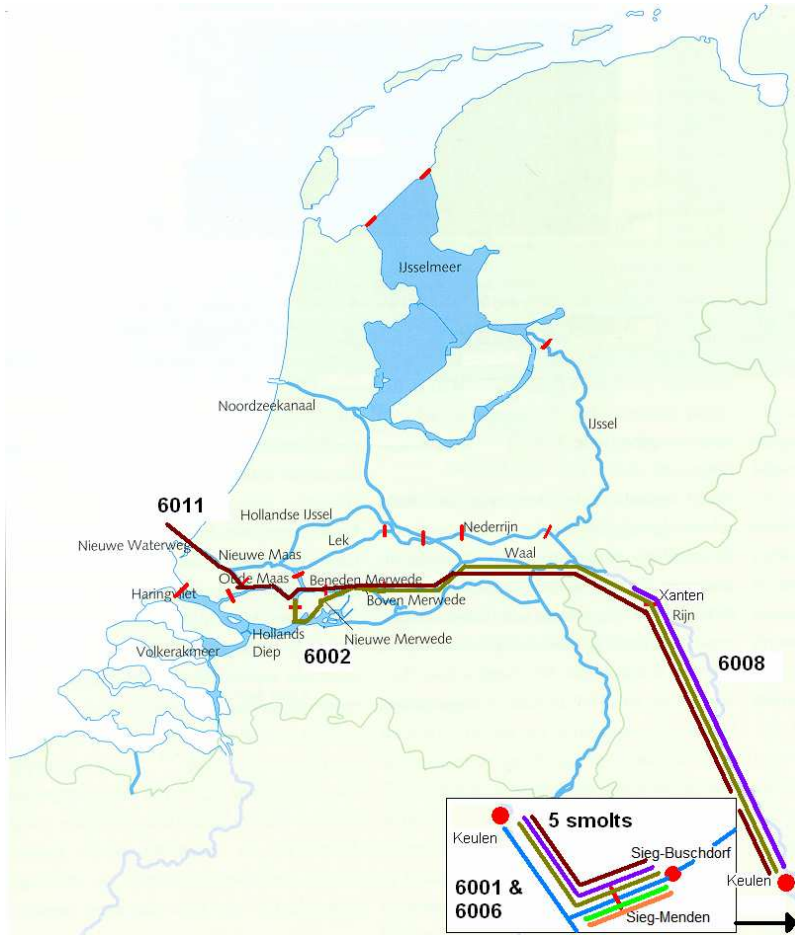 IJsselmeer
Noordzeekanaal
IJssel
6011
Hollandse IJssel
Nederrijn
Lek
Nieuwe Waterweg
Nieuwe Maas
Waal
Oude Maas
Beneden Merwede
Haringvliet
Boven Merwede
Xanten
Rijn
Hollands
Diep
Nieuwe Merwede
Volkerakmeer
6002
6008
5 smolts
Keulen
Sieg-Buschdorf
6001 &
6006
Sieg-Menden
Keulen